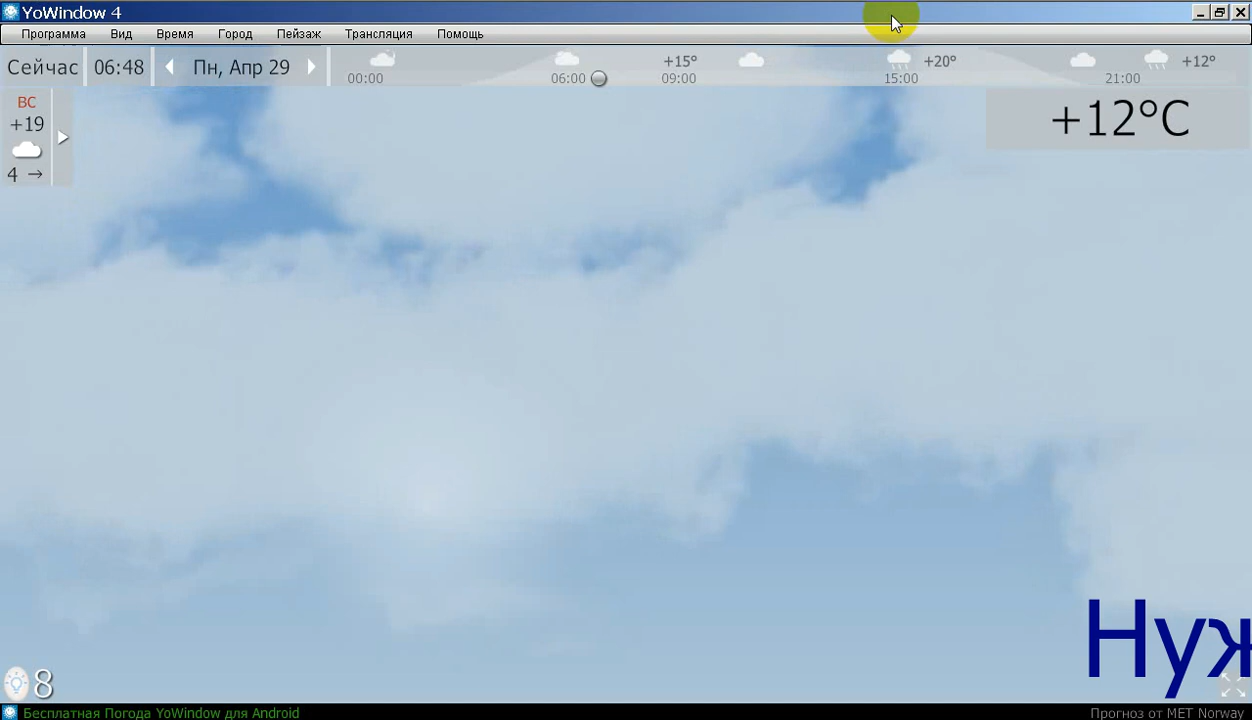 YoWindow 4
Программа Вид Время Город Пейзаж Трансляция Помощь
Сейчас 06:48 Пн, Апр 29
+15° +20° +12°
00:00 06:00 09:00 15:00 21:00
ВС
+19
4 →
+12°C
Нуж
8
Бесплатная Погода YoWindow для Android
Прогноз от MET Norway